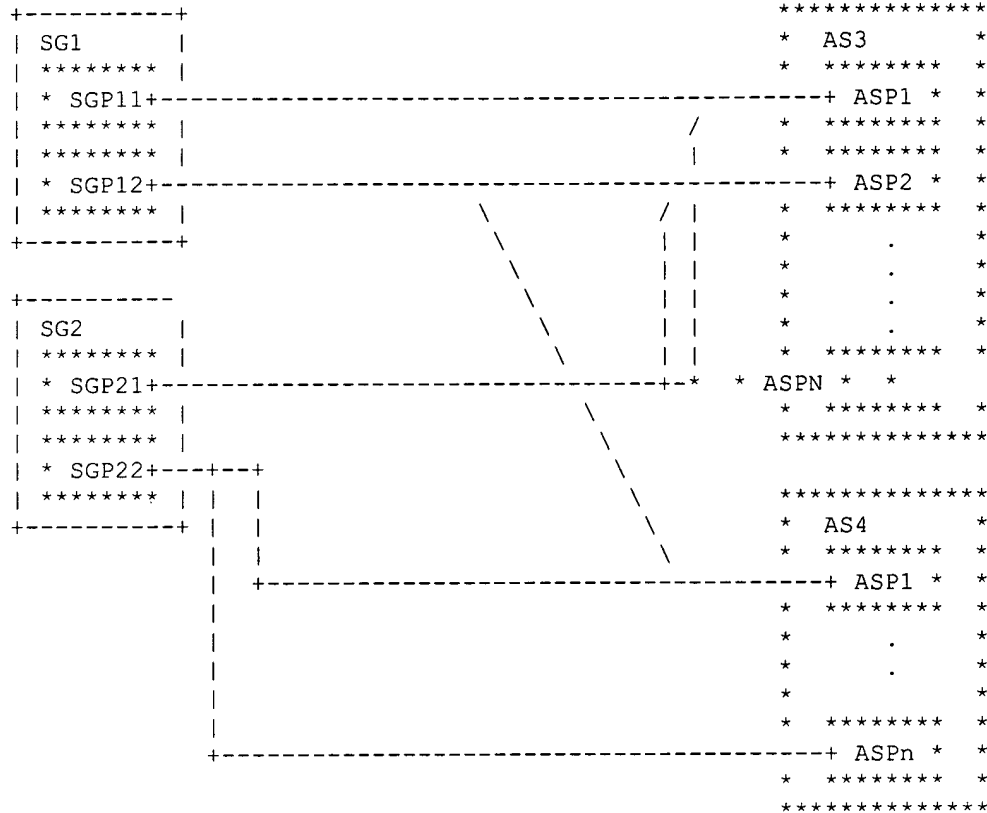 SG1
AS3
SGP11
ASP1
SGP12
ASP2
SG2
SGP21
ASPN
SGP22
AS4
ASP1
ASPn